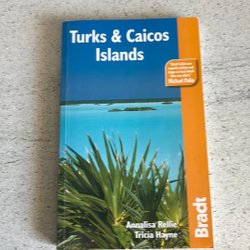 Turks & Caicos
Islands
Michael Palin
Annalisa Rellie
Tricia Hayne
Bradt